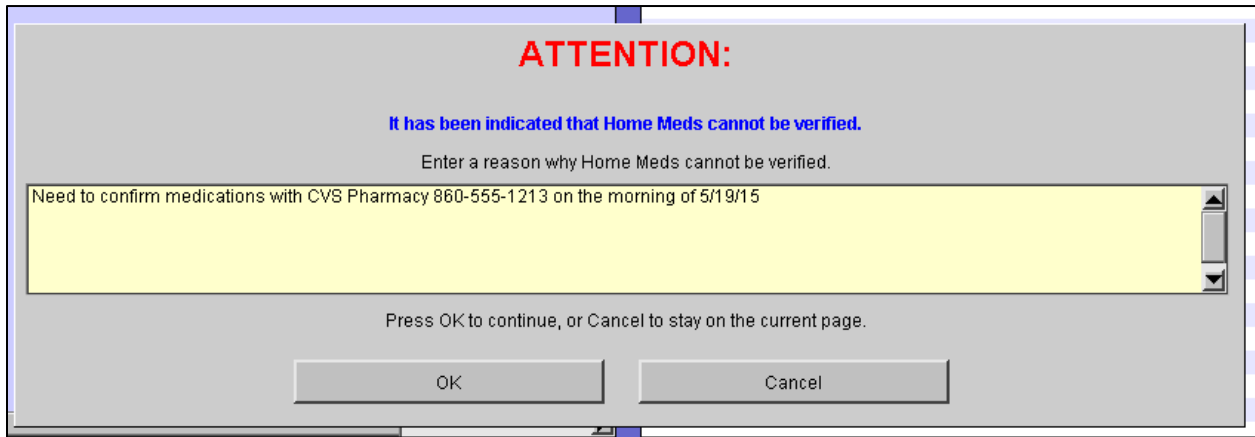 ATTENTION:
It has been indicated that Home Meds cannot be verified.
Enter a reason why Home Meds cannot be verified.
Need to confirm medications with CVS Pharmacy 860-555-1213 on the morning of 5/19/15
Press OK to continue, or Cancel to stay on the current page.
OK
Cancel